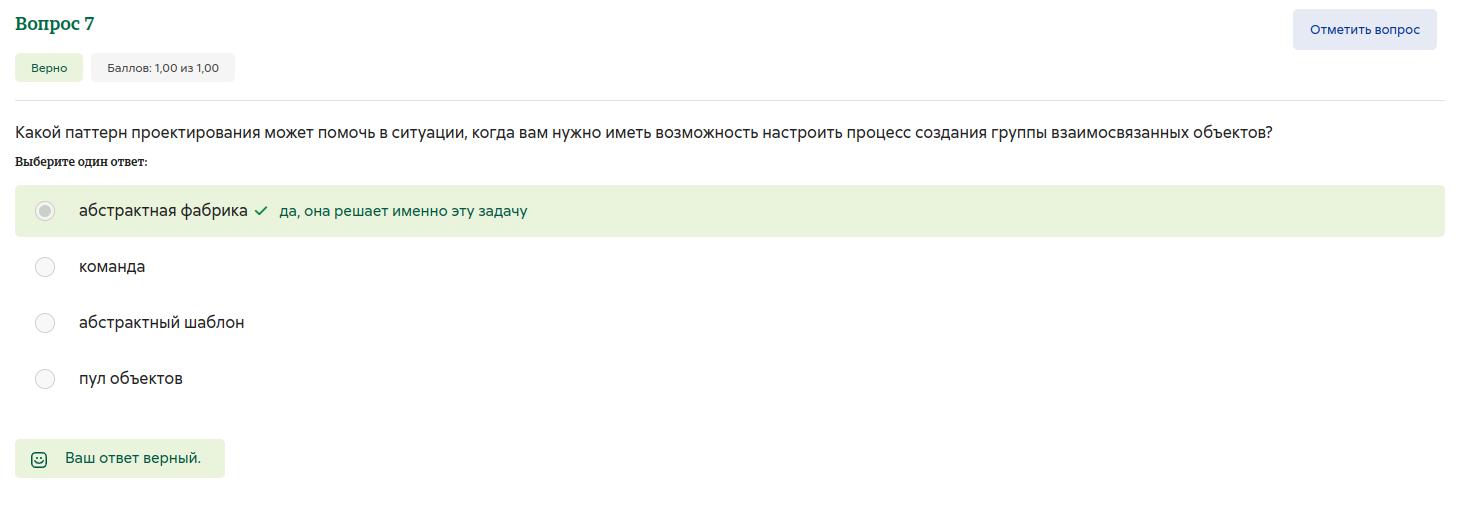 Вопрос 7
Отметить вопрос
Верно
Баллов: 1,00 из 1,00
Какой паттерн проектирования может помочь в ситуации, когда вам нужно иметь возможность настроить процесс создания группы взаимосвязанных объектов?
Выберите один ответ:
абстрактная фабрика да, она решает именно эту задачу
команда
абстрактный шаблон
пул объектов
Ваш ответ верный.